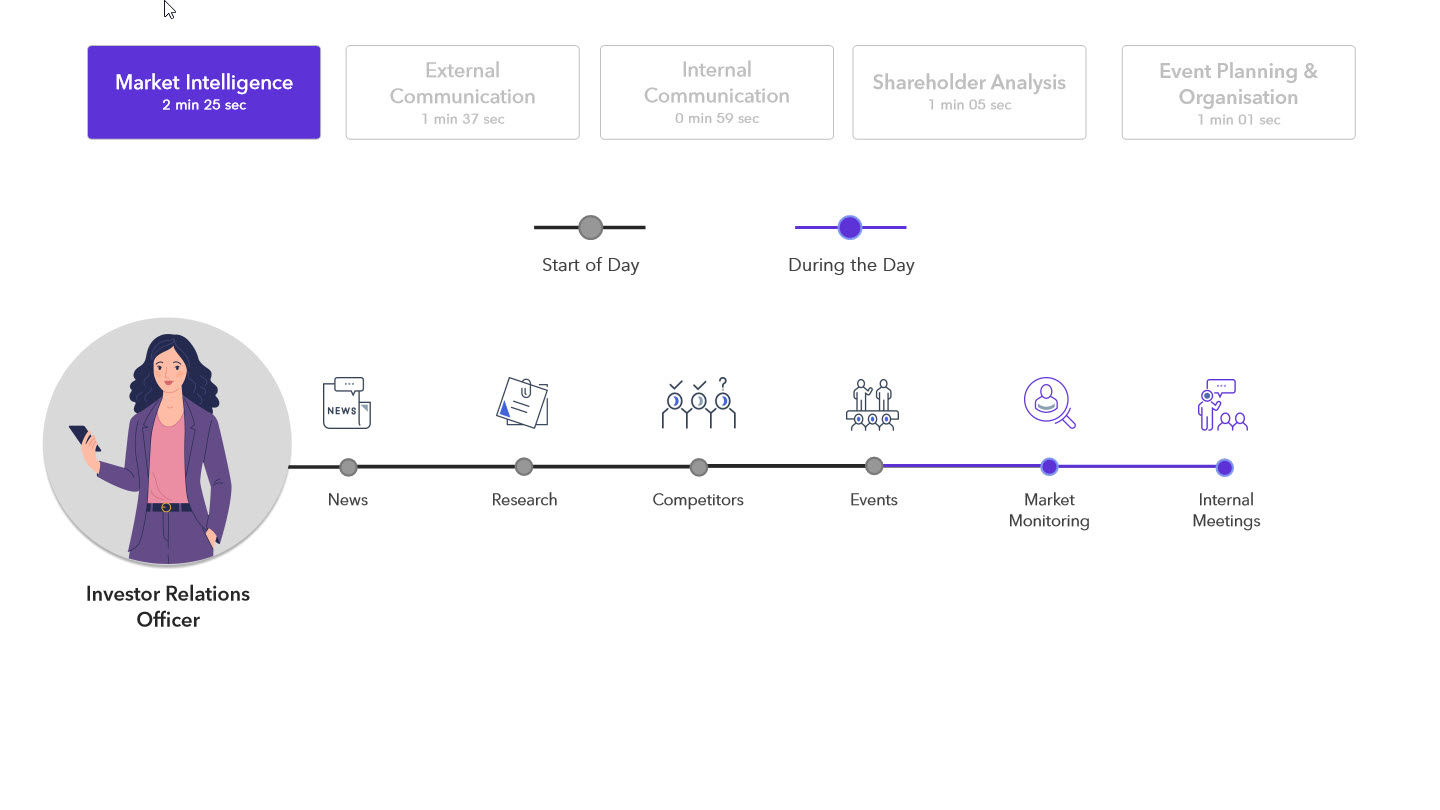 Market Intelligence
2 min 25 sec
External
Communication
1 min 37 sec
Internal
Communication
0 min 59 sec
Shareholder Analysis
1 min 05 sec
Event Planning &
Organisation
1 min 01 sec
Start of Day
During the Day
NEWS
News
Research
Competitors
Events
Market
Monitoring
Internal
Meetings
Investor Relations
Officer